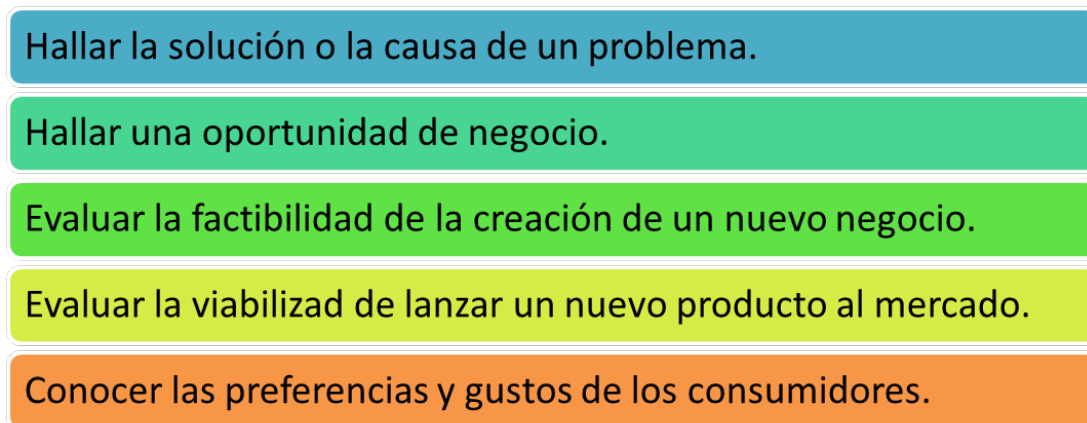 Hallar la solución o la causa de un problema.
Hallar una oportunidad de negocio.
Evaluar la factibilidad de la creación de un nuevo negocio.
Evaluar la viabilizad de lanzar un nuevo producto al mercado.
Conocer las preferencias y gustos de los consumidores.